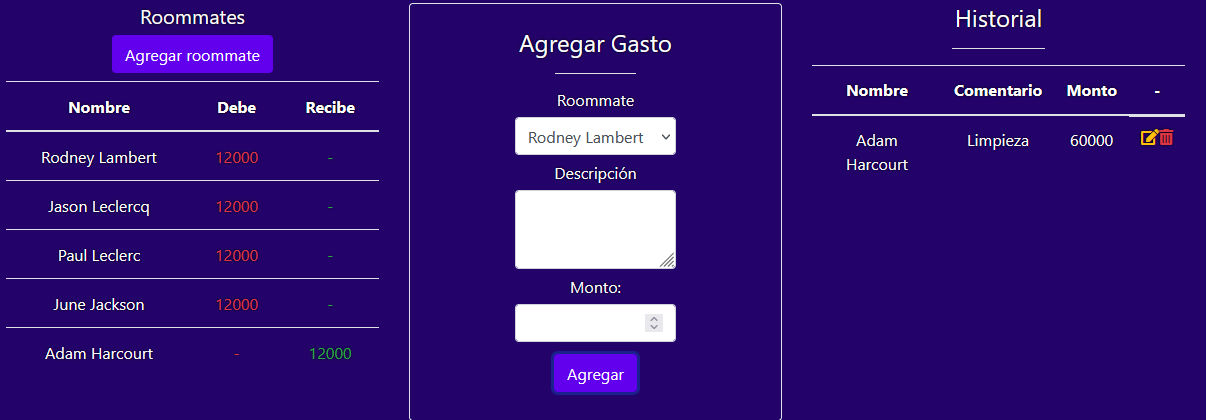 Roommates
Agregar roommate
Nombre Debe Recibe
Rodney Lambert 12000 -
Jason Leclercq 12000 -
Paul Leclerc 12000 -
June Jackson 12000 -
Adam Harcourt - 12000
Agregar Gasto
Roommate
Rodney Lambert
Descripción
Monto:
Agregar
Historial
Nombre Comentario Monto -
Adam Limpieza 60000
Harcourt